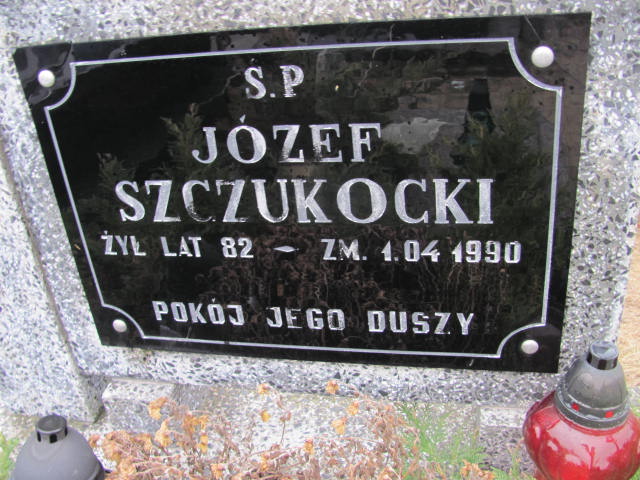 Ś.P
JÓZEF
SZCZUKOCKI
ŻYŁ LAT 82 – ZM. 1.04 1990
POKÓJ JEGO DUSZY